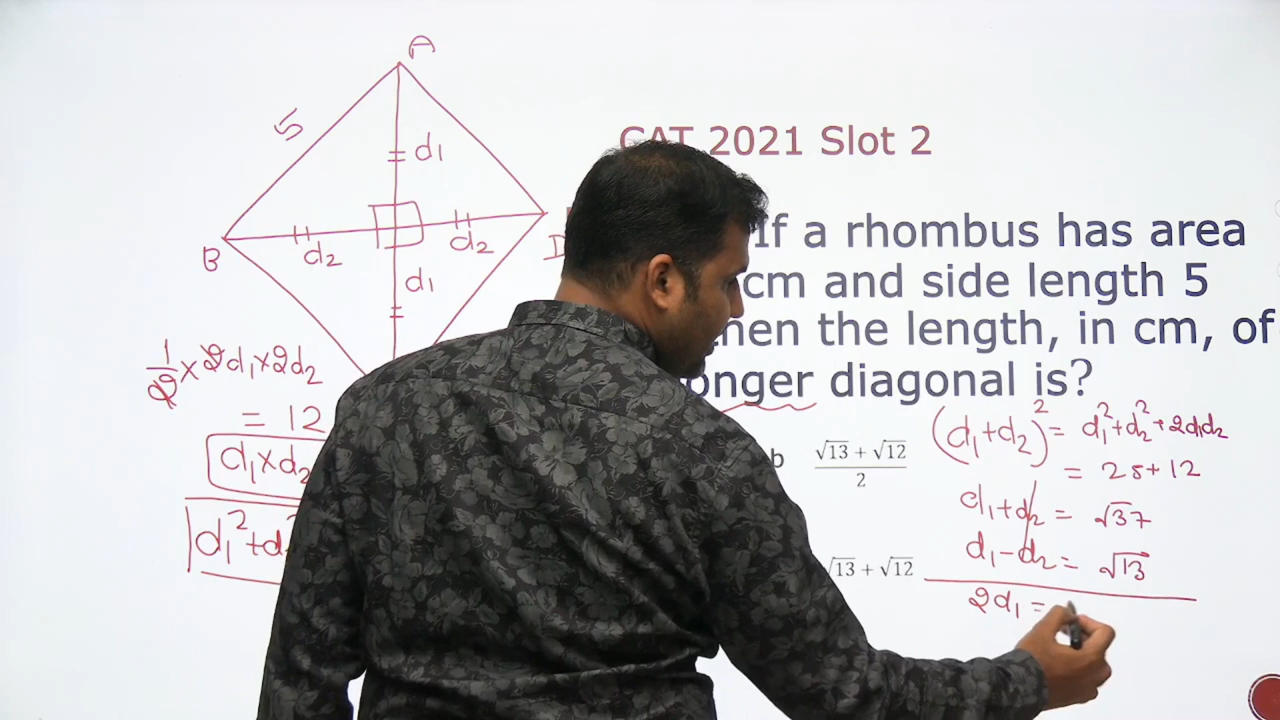 A
5
d1
B
d2
d2
d1
1/2 × 2d1 × 2d2
= 12
d1 × d2
d1² + d
CAT 2021 Slot 2
If a rhombus has area
cm and side length 5
then the length, in cm, of
longer diagonal is?
b (√13 + √12)/2
√13 + √12
(d1+d2)² = d1²+d2²+2d1d2
= 25+12
d1+d2 = √37
d1-d2 = √13
2d1 =